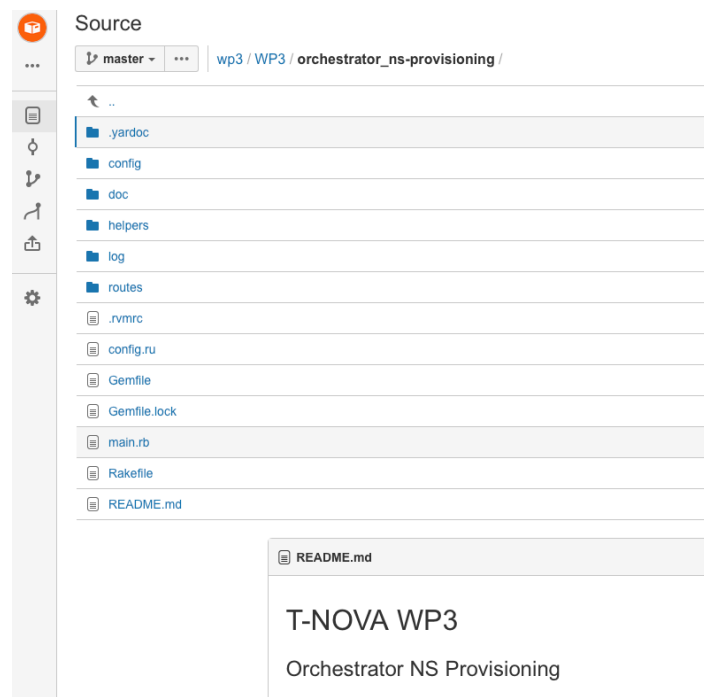 Source
master ... wp3 / WP3 / orchestrator_ns-provisioning /
..
.yardoc
config
doc
helpers
log
routes
.rvmrc
config.ru
Gemfile
Gemfile.lock
main.rb
Rakefile
README.md
README.md
T-NOVA WP3
Orchestrator NS Provisioning